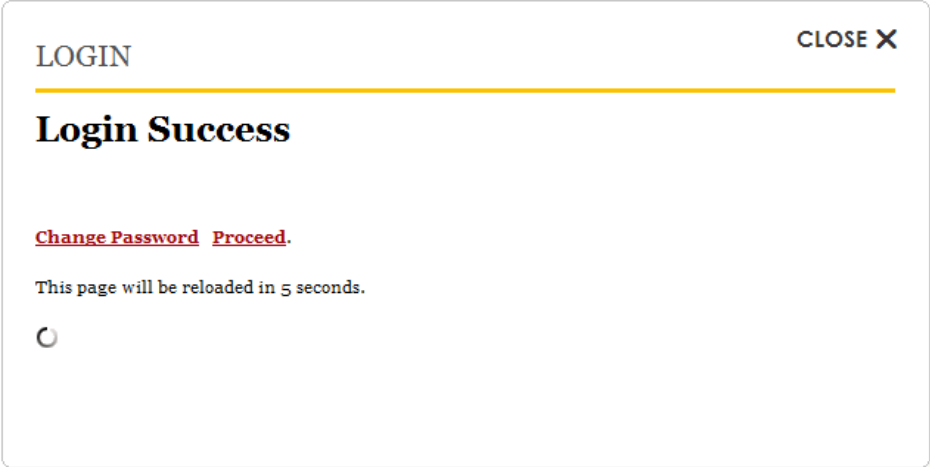 CLOSE X
LOGIN
Login Success
Change Password Proceed.
This page will be reloaded in 5 seconds.